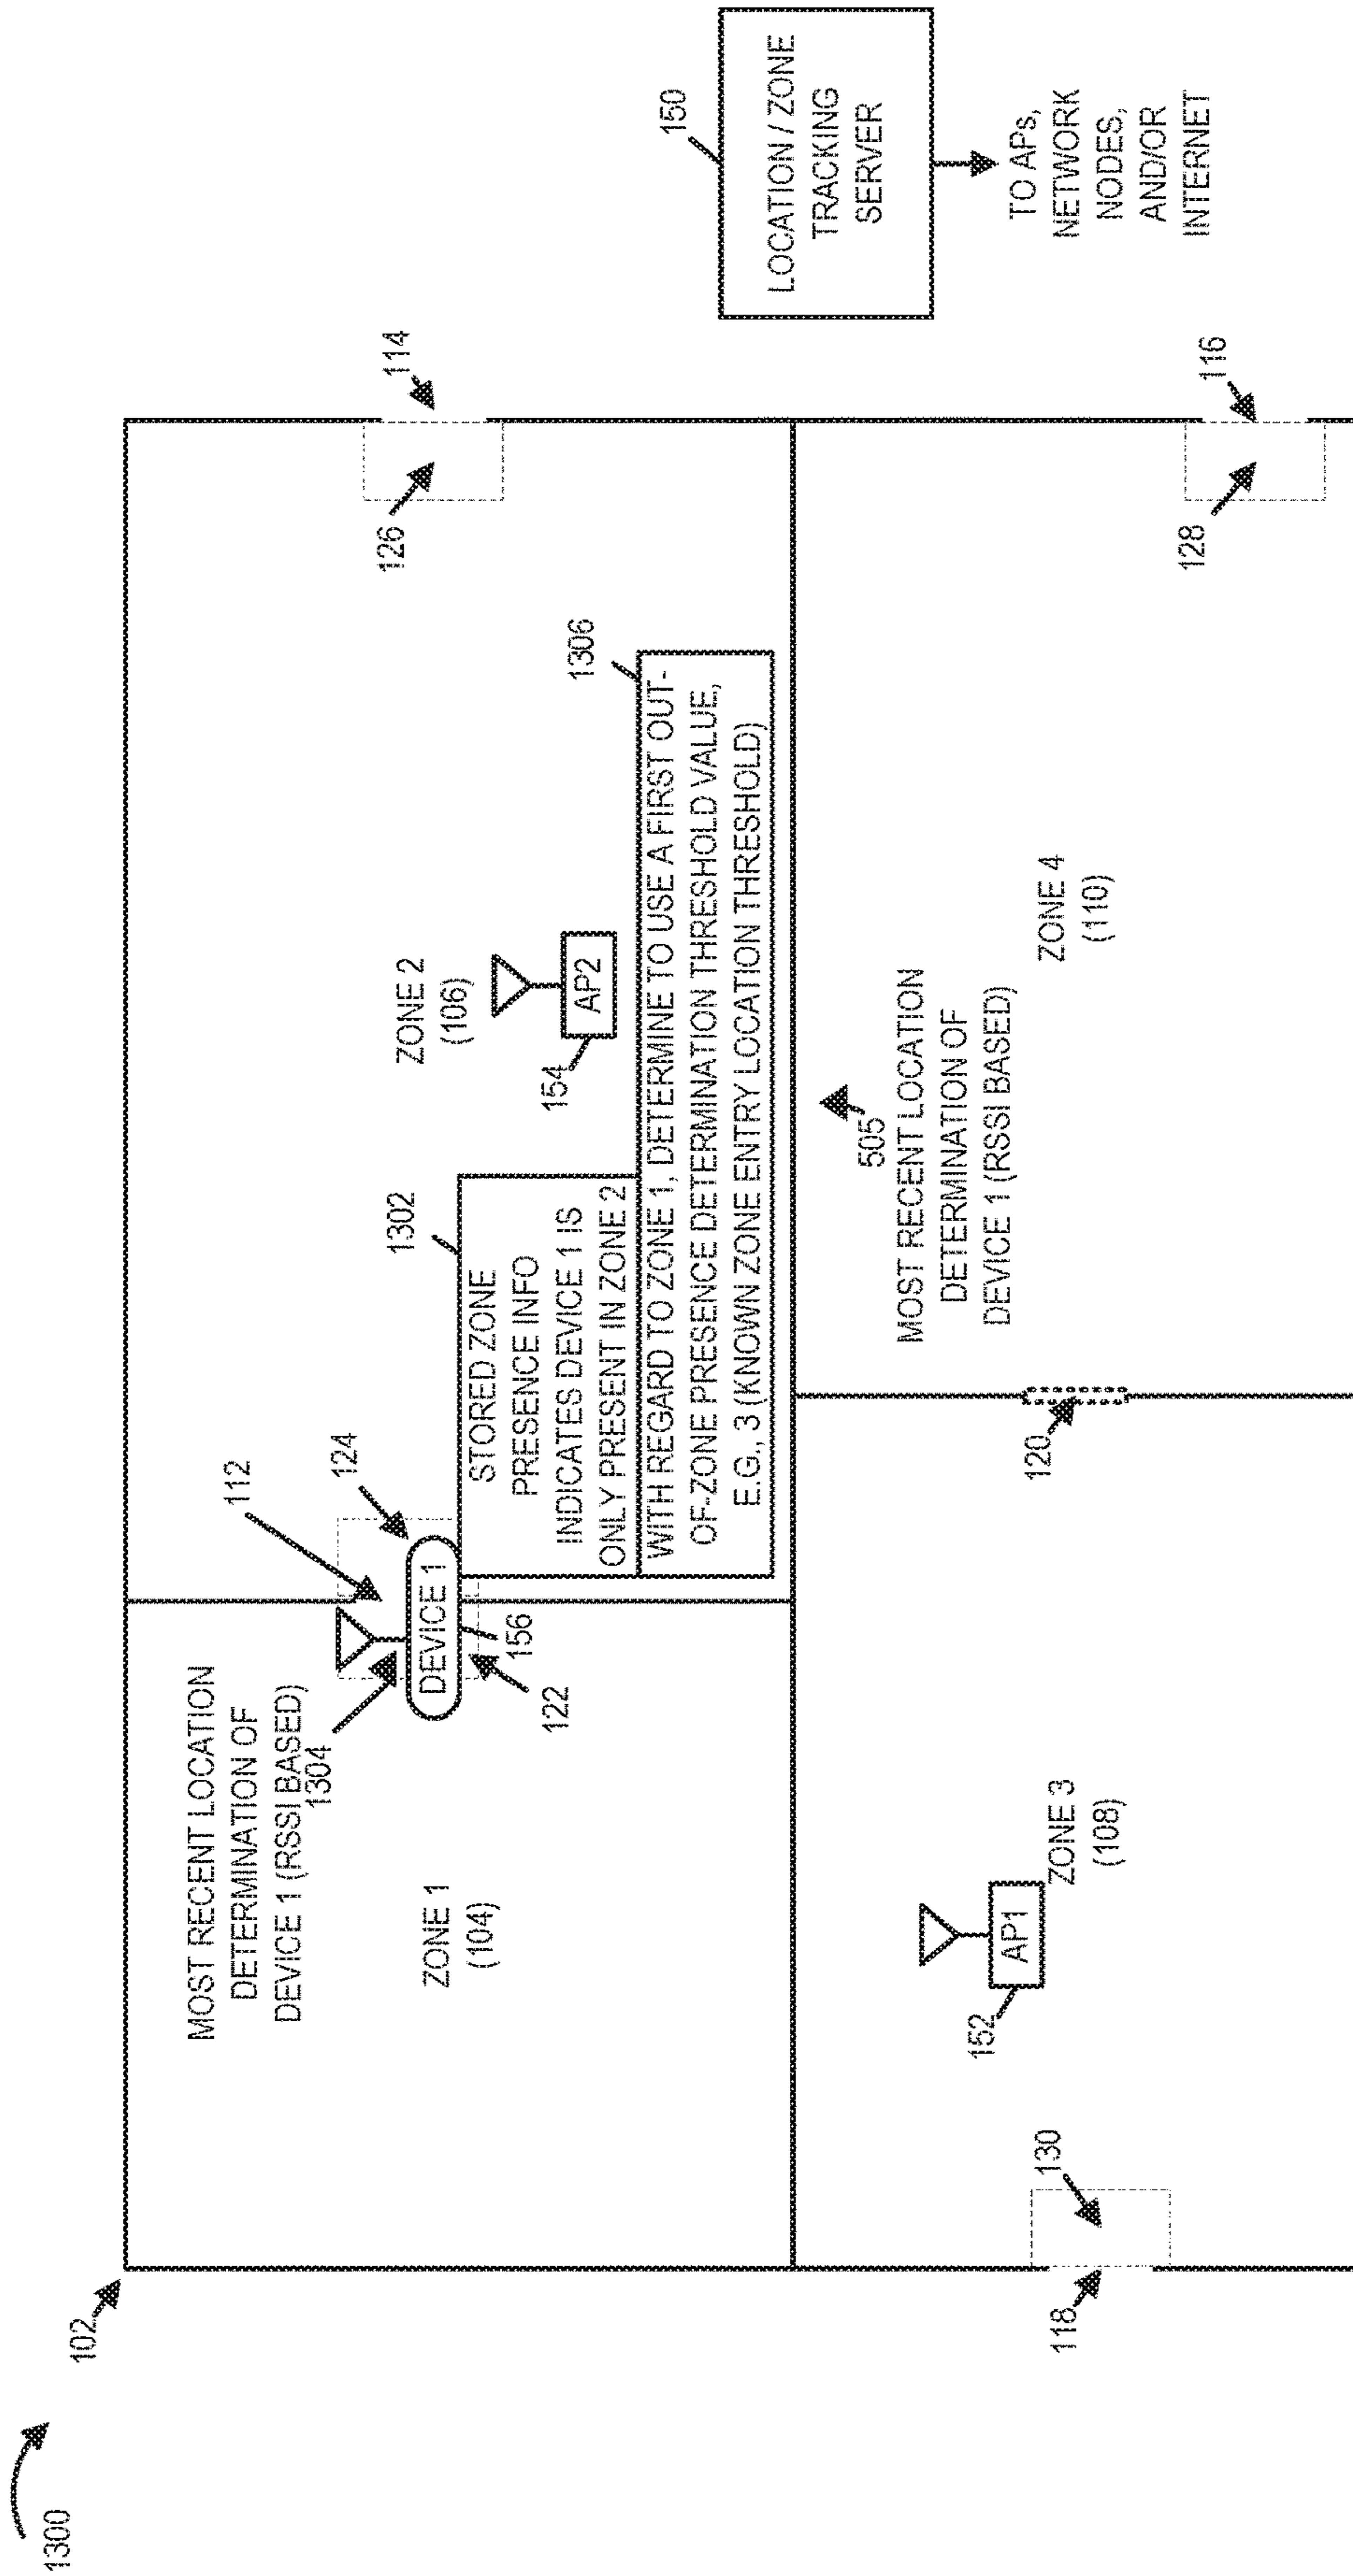 1300
102
MOST RECENT LOCATION
DETERMINATION OF
DEVICE 1 (RSSI BASED)
1304
ZONE 1
(104)
112
124
DEVICE 1
156
122
1302
STORED ZONE
PRESENCE INFO
INDICATES DEVICE 1 IS
ONLY PRESENT IN ZONE 2
ZONE 2
(106)
AP2
154
1306
WITH REGARD TO ZONE 1, DETERMINE TO USE A FIRST OUT-
OF-ZONE PRESENCE DETERMINATION THRESHOLD VALUE,
E.G., 3 (KNOWN ZONE ENTRY LOCATION THRESHOLD)
126
114
150
LOCATION / ZONE
TRACKING
SERVER
TO APs,
NETWORK
NODES,
AND/OR
INTERNET
118
130
AP1
152
ZONE 3
(108)
120
505
MOST RECENT LOCATION
DETERMINATION OF
DEVICE 1 (RSSI BASED)
ZONE 4
(110)
128
116